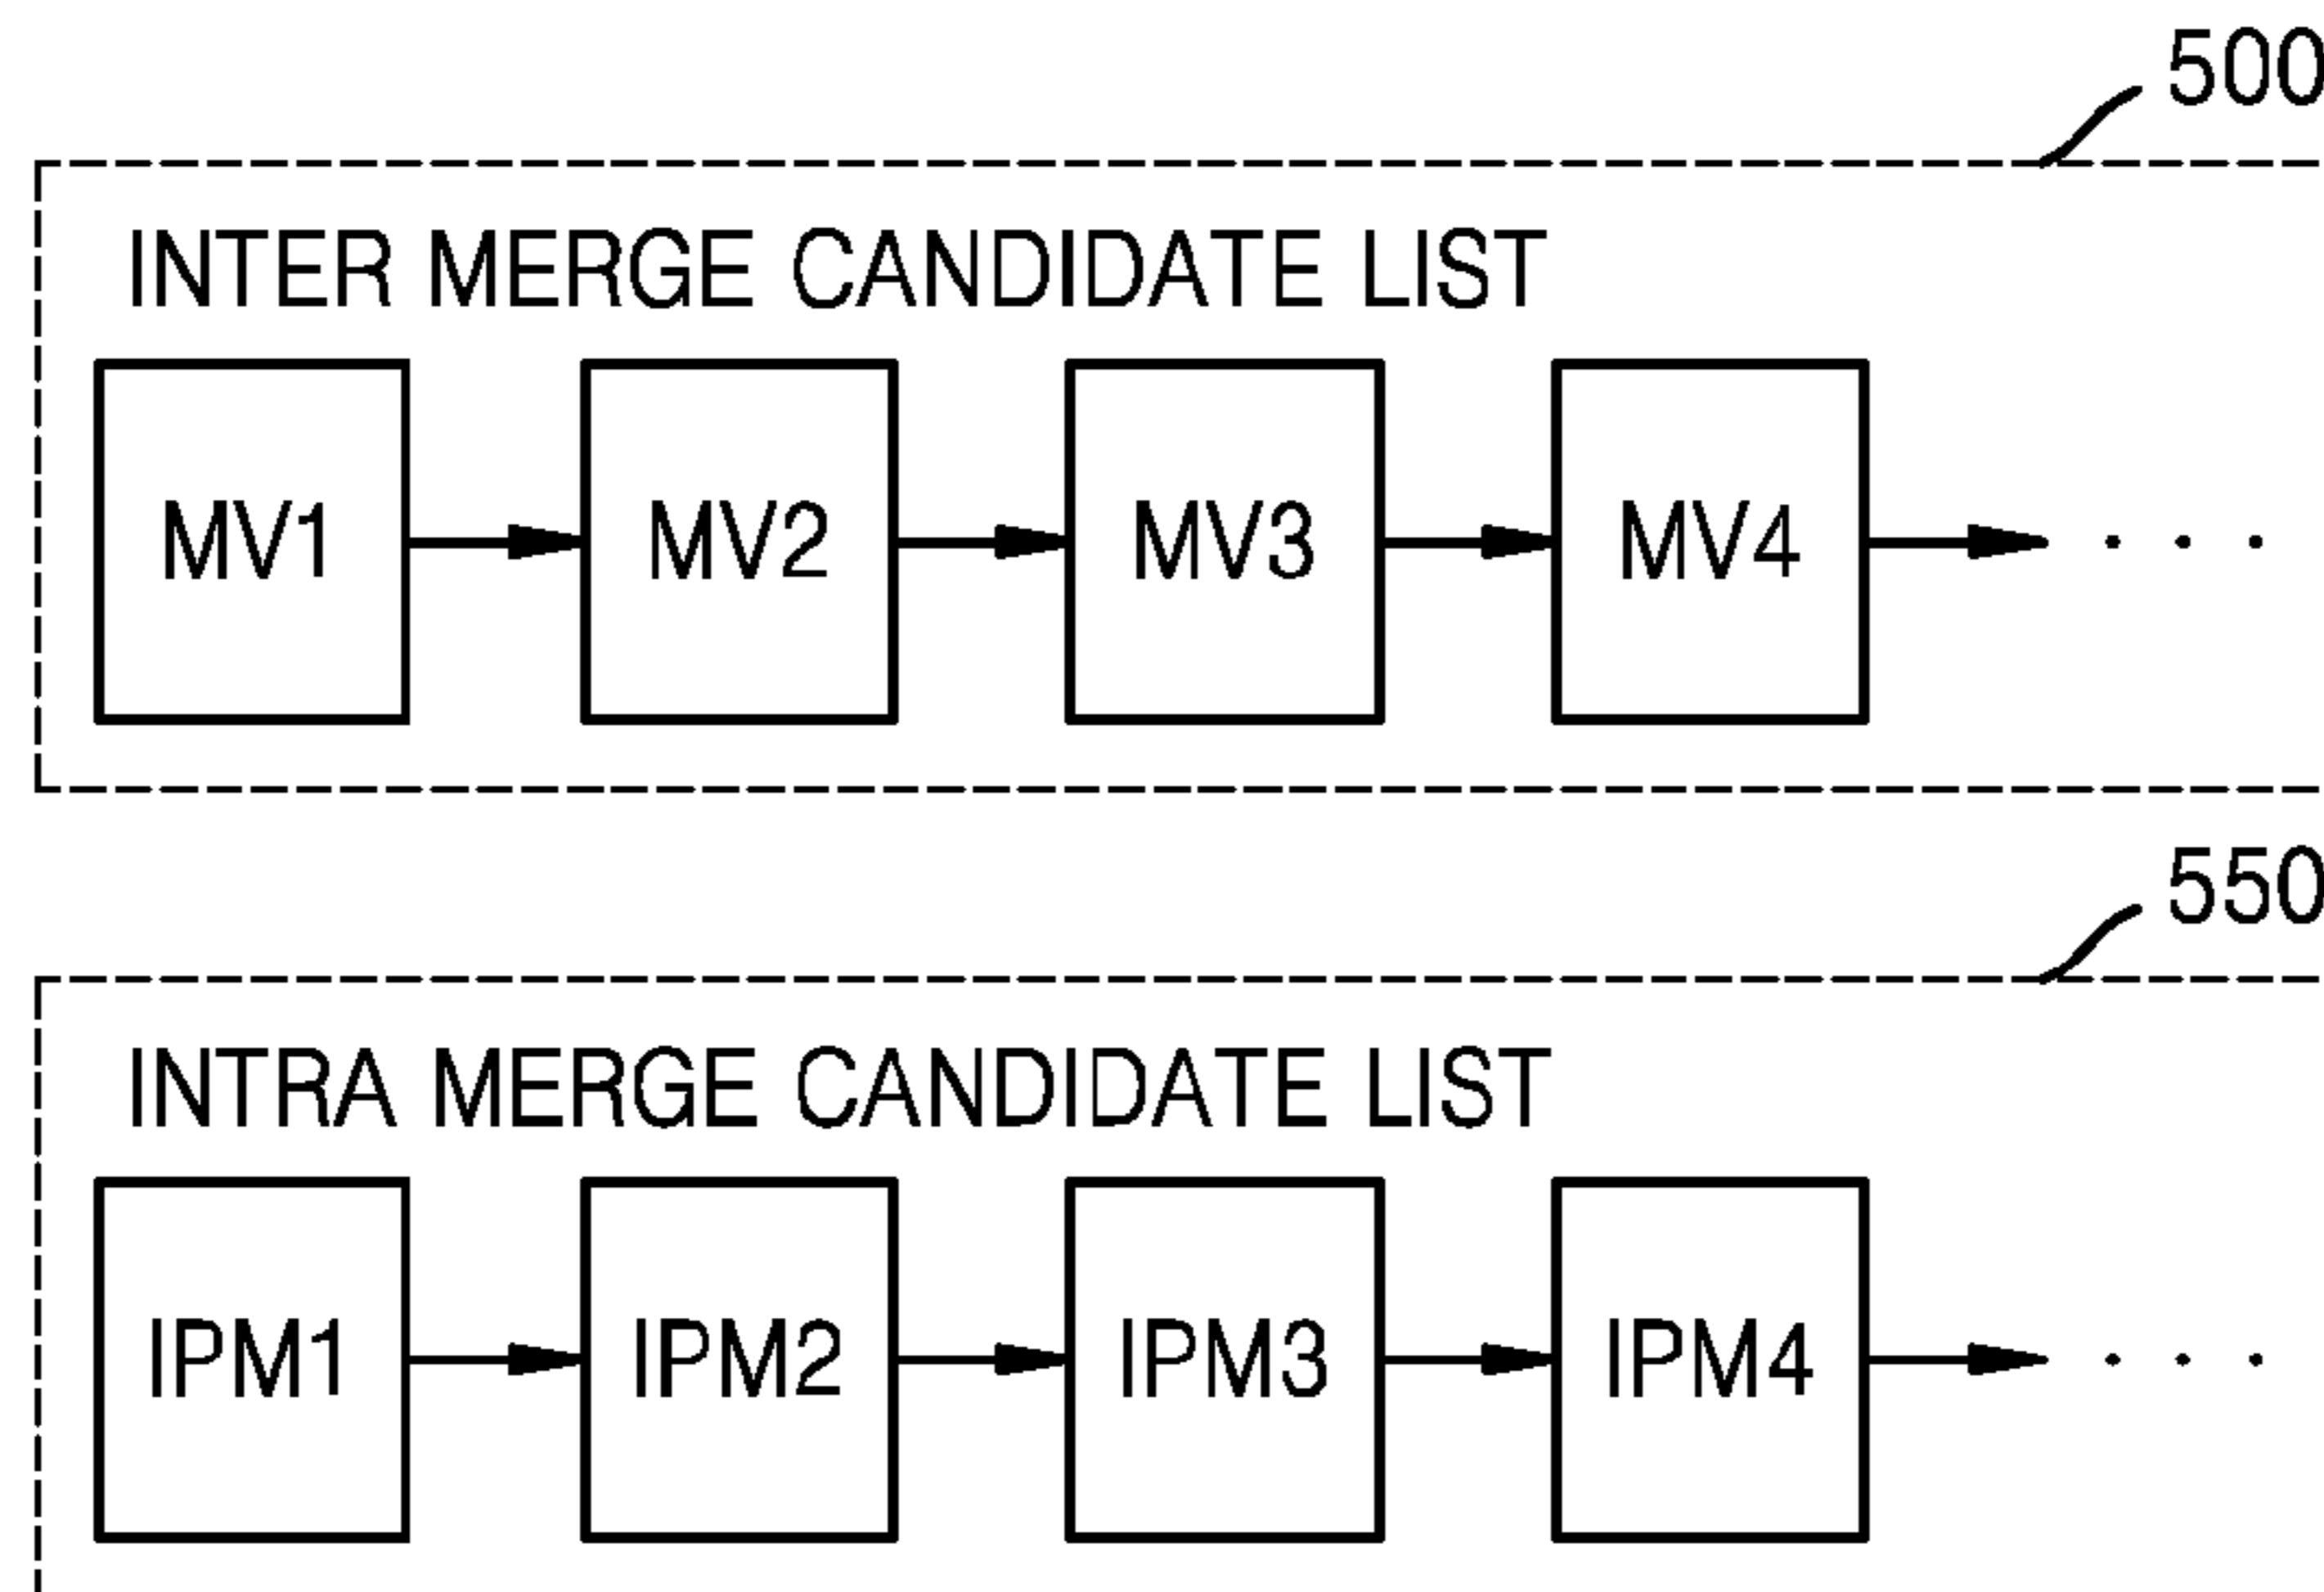 500
INTER MERGE CANDIDATE LIST
MV1 MV2 MV3 MV4 . . .
550
INTRA MERGE CANDIDATE LIST
IPM1 IPM2 IPM3 IPM4 . . .